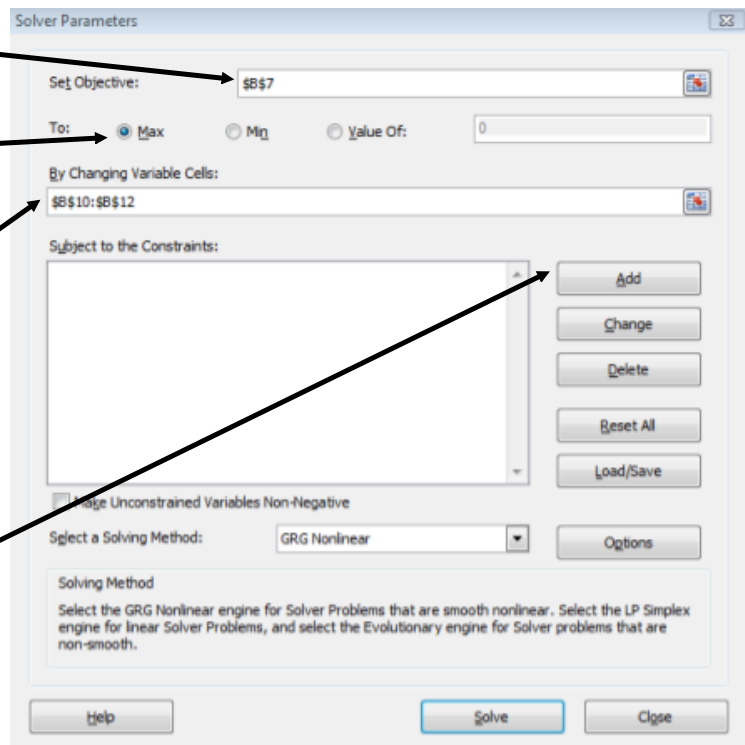 Solver Parameters
Set Objective: $B$7
To: Max Min Value Of: 0
By Changing Variable Cells:
$B$10:$B$12
Subject to the Constraints:
Add
Change
Delete
Reset All
Load/Save
Make Unconstrained Variables Non-Negative
Select a Solving Method: GRG Nonlinear Options
Solving Method
Select the GRG Nonlinear engine for Solver Problems that are smooth nonlinear. Select the LP Simplex
engine for linear Solver Problems, and select the Evolutionary engine for Solver problems that are
non-smooth.
Help Solve Close